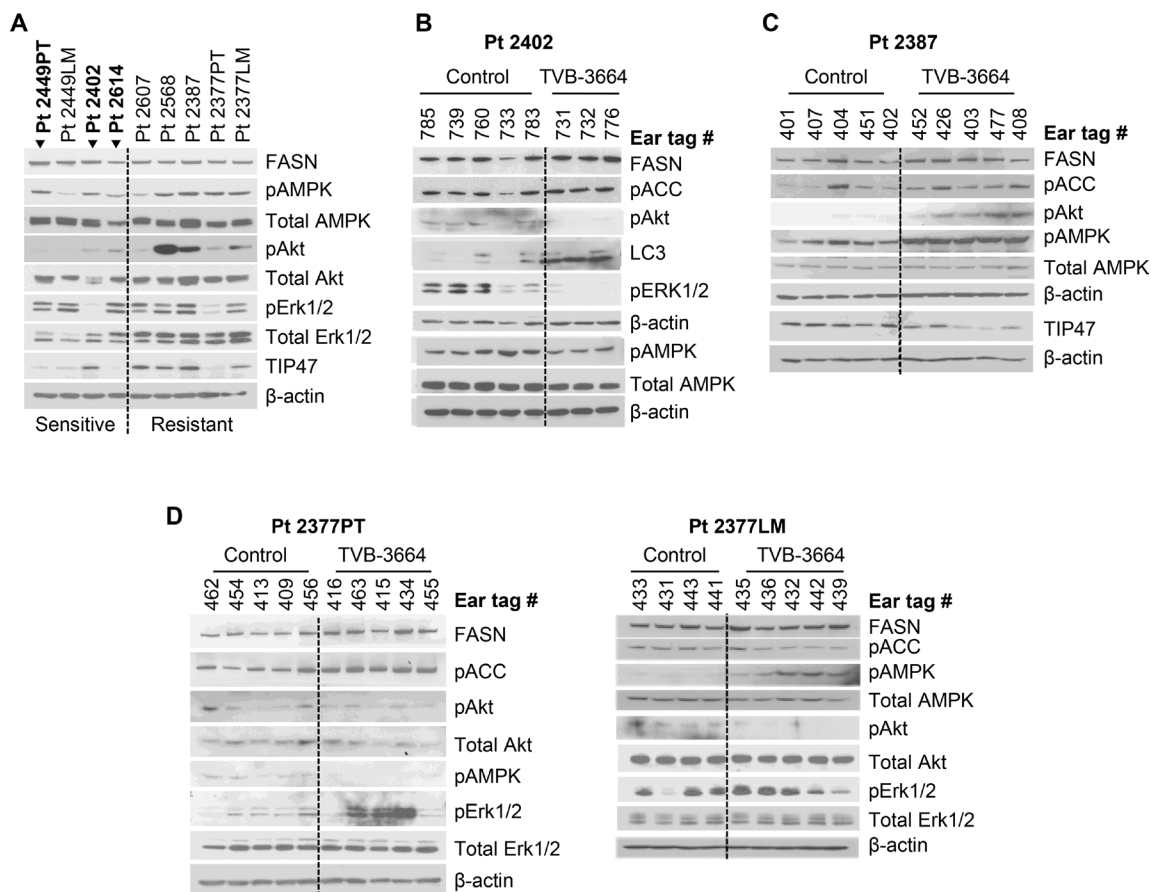 A
Pt 2449PT
Pt 2449LM
Pt 2402
Pt 2614
Pt 2607
Pt 2568
Pt 2387
Pt 2377PT
Pt 2377LM
FASN
pAMPK
Total AMPK
pAkt
Total Akt
pErk1/2
Total Erk1/2
TIP47
β-actin
Sensitive Resistant
B
Pt 2402
Control TVB-3664
785 739 760 733 783 731 732 776 Ear tag #
FASN
pACC
pAkt
LC3
pERK1/2
β-actin
pAMPK
Total AMPK
β-actin
C
Pt 2387
Control TVB-3664
401 407 404 451 402 452 426 403 477 408 Ear tag #
FASN
pACC
pAkt
pAMPK
Total AMPK
β-actin
TIP47
β-actin
D
Pt 2377PT
Control TVB-3664
462 454 413 409 456 416 463 415 434 455 Ear tag #
FASN
pACC
pAkt
Total Akt
pAMPK
pErk1/2
Total Erk1/2
β-actin
Pt 2377LM
Control TVB-3664
433 431 443 441 435 436 432 442 439 Ear tag #
FASN
pACC
pAMPK
Total AMPK
pAkt
Total Akt
pErk1/2
Total Erk1/2
β-actin